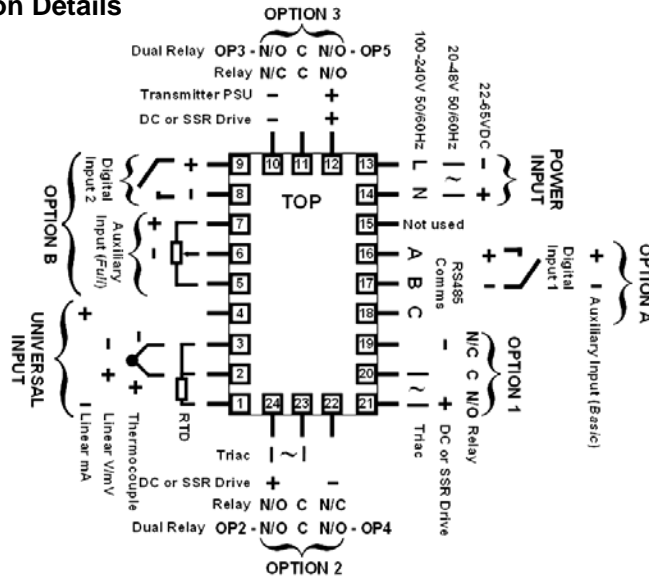 on Details
OPTION 3
Dual Relay OP3 - N/O C N/O - OP5
Relay N/C C N/O
Transmitter PSU − +
DC or SSR Drive − +
100-240V 50/60Hz
20-48V 50/60Hz
22-65VDC
POWER INPUT
L | −
N | ~ +
9 10 11 12 13
8 TOP 14
7 15 Not used
6 16 A
5 17 B
4 18 C
3 19
2 20
1 24 23 22 21
OPTION B
Digital Input 2
+
−
Auxiliary Input (Full)
+
−
UNIVERSAL INPUT
+
− Linear mA
−
+ Linear V/mV
−
+ Thermocouple
RTD
RS485 Comms
+
−
Digital Input 1
+
− Auxiliary Input (Basic)
OPTION A
OPTION 1
N/C C N/O Relay
− + DC or SSR Drive
| ~ | Triac
Triac | ~ |
DC or SSR Drive + −
Relay N/O C N/C
Dual Relay OP2 - N/O C N/O - OP4
OPTION 2